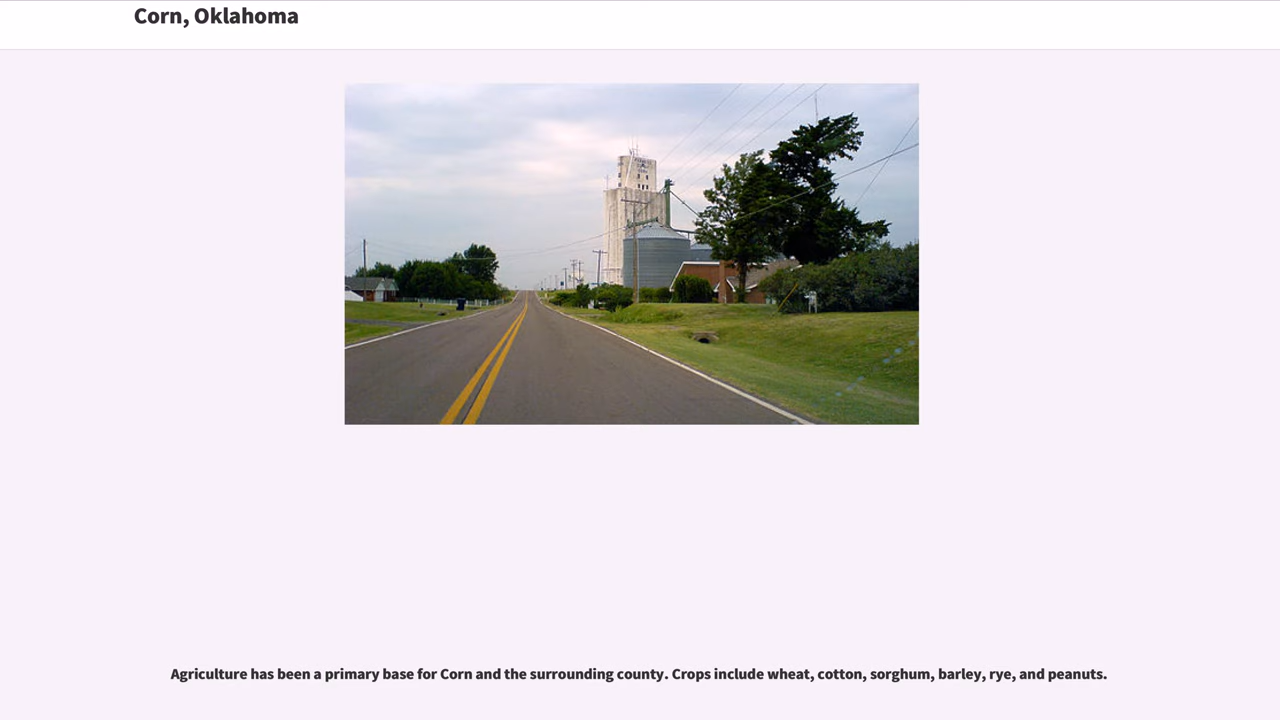 Corn, Oklahoma
Agriculture has been a primary base for Corn and the surrounding county. Crops include wheat, cotton, sorghum, barley, rye, and peanuts.